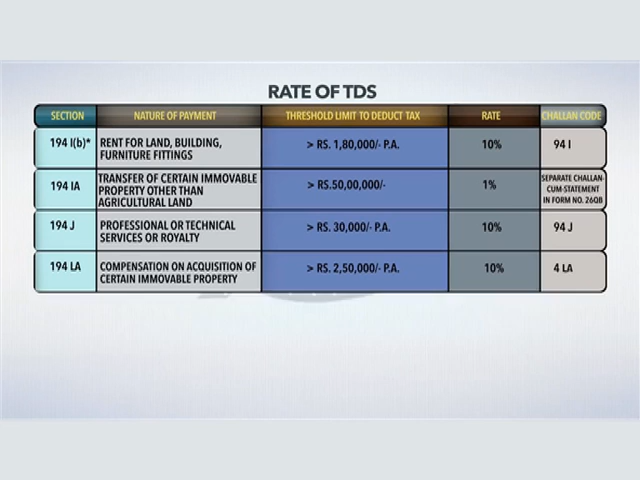 RATE OF TDS
SECTION NATURE OF PAYMENT THRESHOLD LIMIT TO DEDUCT TAX RATE CHALLAN CODE
194 I(b)* RENT FOR LAND, BUILDING, FURNITURE FITTINGS > RS. 1,80,000/- P.A. 10% 94 I
194 IA TRANSFER OF CERTAIN IMMOVABLE PROPERTY OTHER THAN AGRICULTURAL LAND > RS.50,00,000/- 1% SEPARATE CHALLAN-CUM-STATEMENT IN FORM NO. 26QB
194 J PROFESSIONAL OR TECHNICAL SERVICES OR ROYALTY > RS. 30,000/- P.A. 10% 94 J
194 LA COMPENSATION ON ACQUISITION OF CERTAIN IMMOVABLE PROPERTY > RS. 2,50,000/- P.A. 10% 4 LA